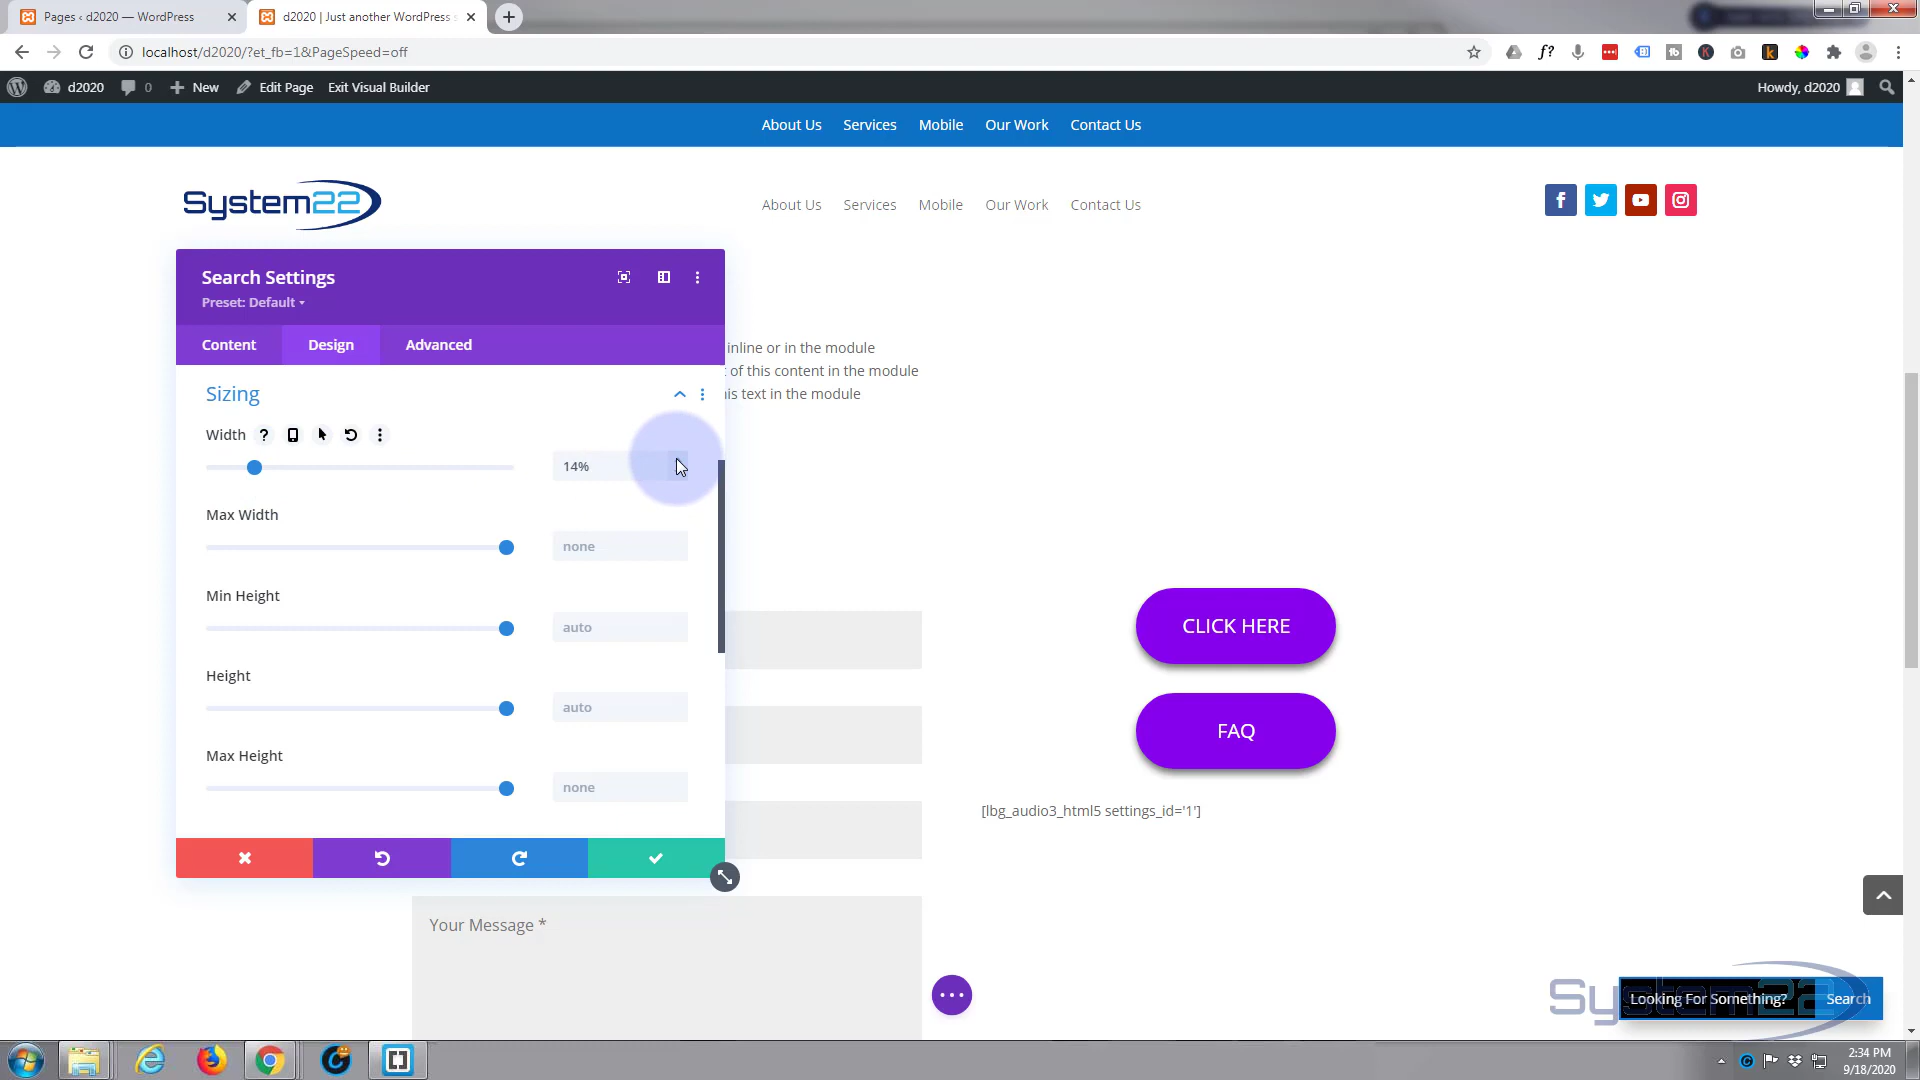 Pages ‹ d2020 — WordPress
d2020 | Just another WordPress s
localhost/d2020/?et_fb=1&PageSpeed=off
d2020 0 New Edit Page Exit Visual Builder Howdy, d2020
About Us Services Mobile Our Work Contact Us
System22
About Us Services Mobile Our Work Contact Us
Search Settings
Preset: Default
Content Design Advanced
Sizing
Width
14%
Max Width
none
Min Height
auto
Height
auto
Max Height
none
inline or in the module
of this content in the module
his text in the module
CLICK HERE
FAQ
[lbg_audio3_html5 settings_id='1']
Your Message *
System22
Looking For Something? Search
2:34 PM
9/18/2020